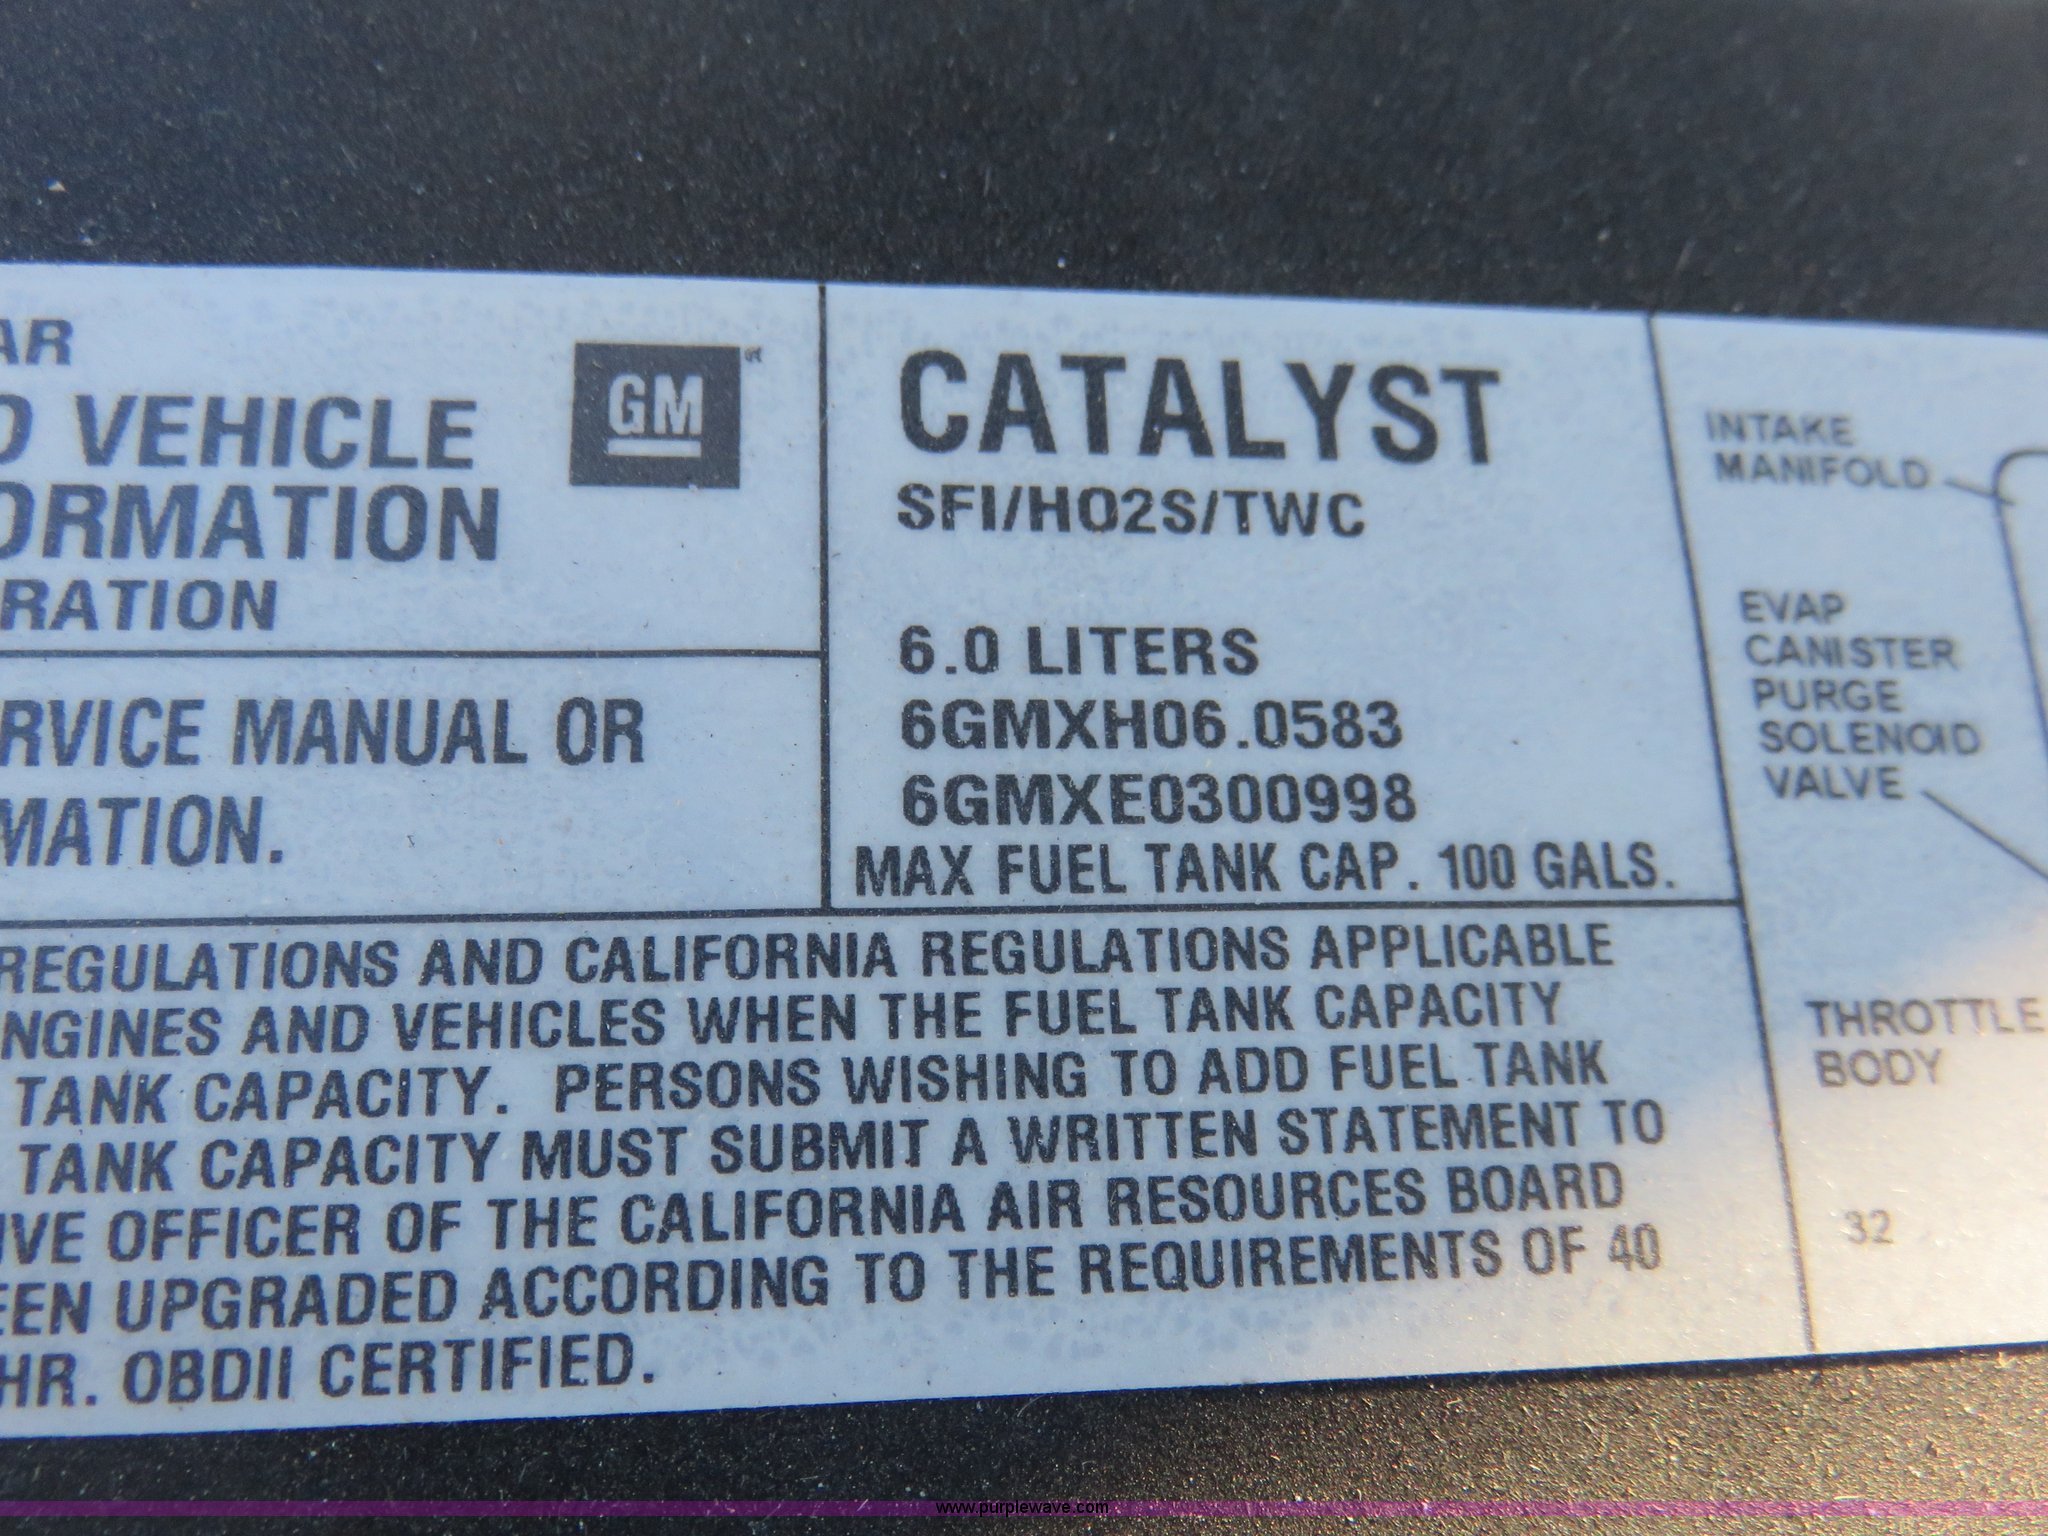 AR
D VEHICLE
ORMATION
RATION
GM
RVICE MANUAL OR
MATION.
CATALYST
SFI/HO2S/TWC
6.0 LITERS
6GMXH06.0583
6GMXE0300998
MAX FUEL TANK CAP. 100 GALS.
INTAKE
MANIFOLD
EVAP
CANISTER
PURGE
SOLENOID
VALVE
THROTTLE
BODY
32
REGULATIONS AND CALIFORNIA REGULATIONS APPLICABLE
NGINES AND VEHICLES WHEN THE FUEL TANK CAPACITY
TANK CAPACITY. PERSONS WISHING TO ADD FUEL TANK
TANK CAPACITY MUST SUBMIT A WRITTEN STATEMENT TO
IVE OFFICER OF THE CALIFORNIA AIR RESOURCES BOARD
EEN UPGRADED ACCORDING TO THE REQUIREMENTS OF 40
HR. OBDII CERTIFIED.
www.purplewave.com